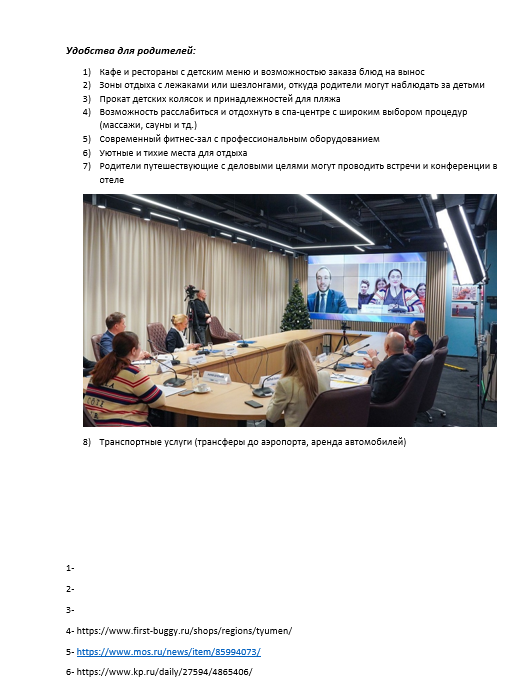 Удобства для родителей:
1) Кафе и рестораны с детским меню и возможностью заказа блюд на вынос
2) Зоны отдыха с лежаками или шезлонгами, откуда родители могут наблюдать за детьми
3) Прокат детских колясок и принадлежностей для пляжа
4) Возможность расслабиться и отдохнуть в спа-центре с широким выбором процедур
(массажи, сауны и тд.)
5) Современный фитнес-зал с профессиональным оборудованием
6) Уютные и тихие места для отдыха
7) Родители путешествующие с деловыми целями могут проводить встречи и конференции в
отеле
8) Транспортные услуги (трансферы до аэропорта, аренда автомобилей)
1-
2-
3-
4- https://www.first-buggy.ru/shops/regions/tyumen/
5- https://www.mos.ru/news/item/85994073/
6- https://www.kp.ru/daily/27594/4865406/